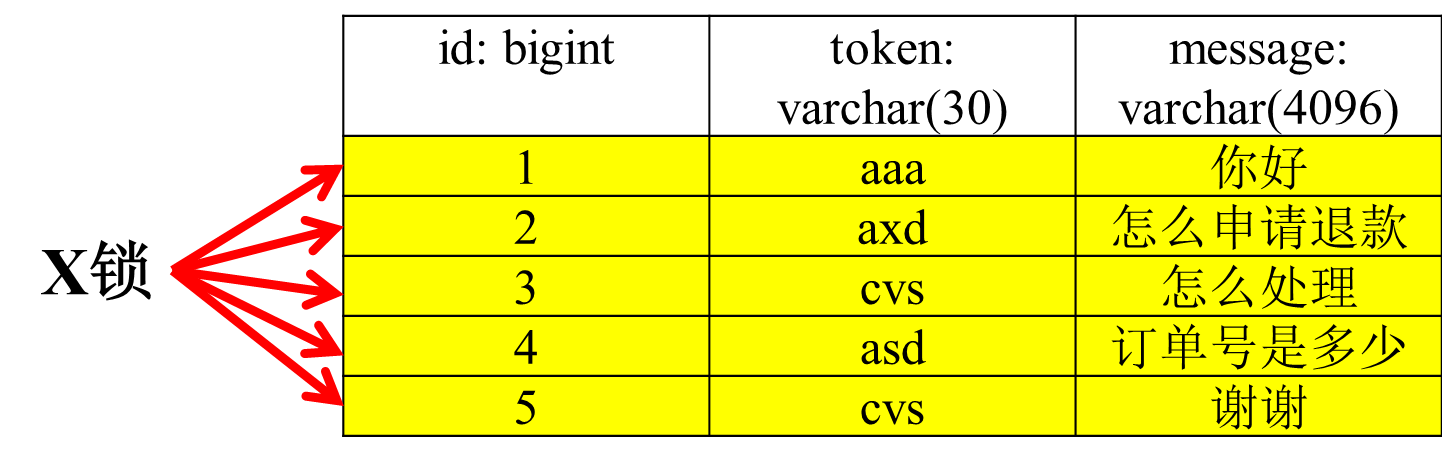 id: bigint
token:
varchar(30)
message:
varchar(4096)
1
aaa
你好
2
axd
怎么申请退款
X锁
3
cvs
怎么处理
4
asd
订单号是多少
5
cvs
谢谢